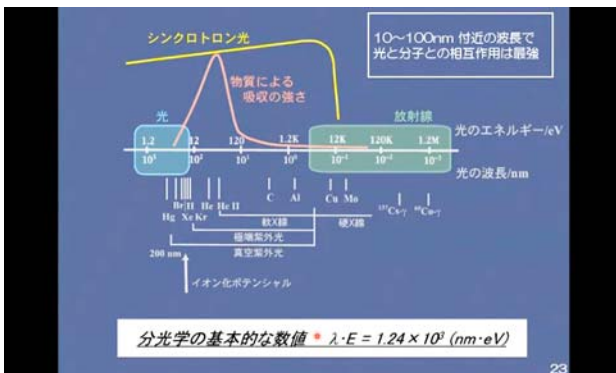 シンクロトロン光
10～100nm 付近の波長で
光と分子との相互作用は最強
物質による
吸収の強さ
光
放射線
1.2 12 120 1.2K 12K 120K 1.2M 光のエネルギー/eV
10³ 10² 10¹ 10⁰ 10⁻¹ 10⁻² 10⁻³ 光の波長/nm
Br H He He II C Al Cu Mo
Hg Xe Kr ¹³⁷Cs-γ ⁶⁰Co-γ
軟X線 硬X線
極端紫外光
200 nm 真空紫外光
イオン化ポテンシャル
分光学の基本的な数値 * λ·E = 1.24×10³ (nm·eV)
23